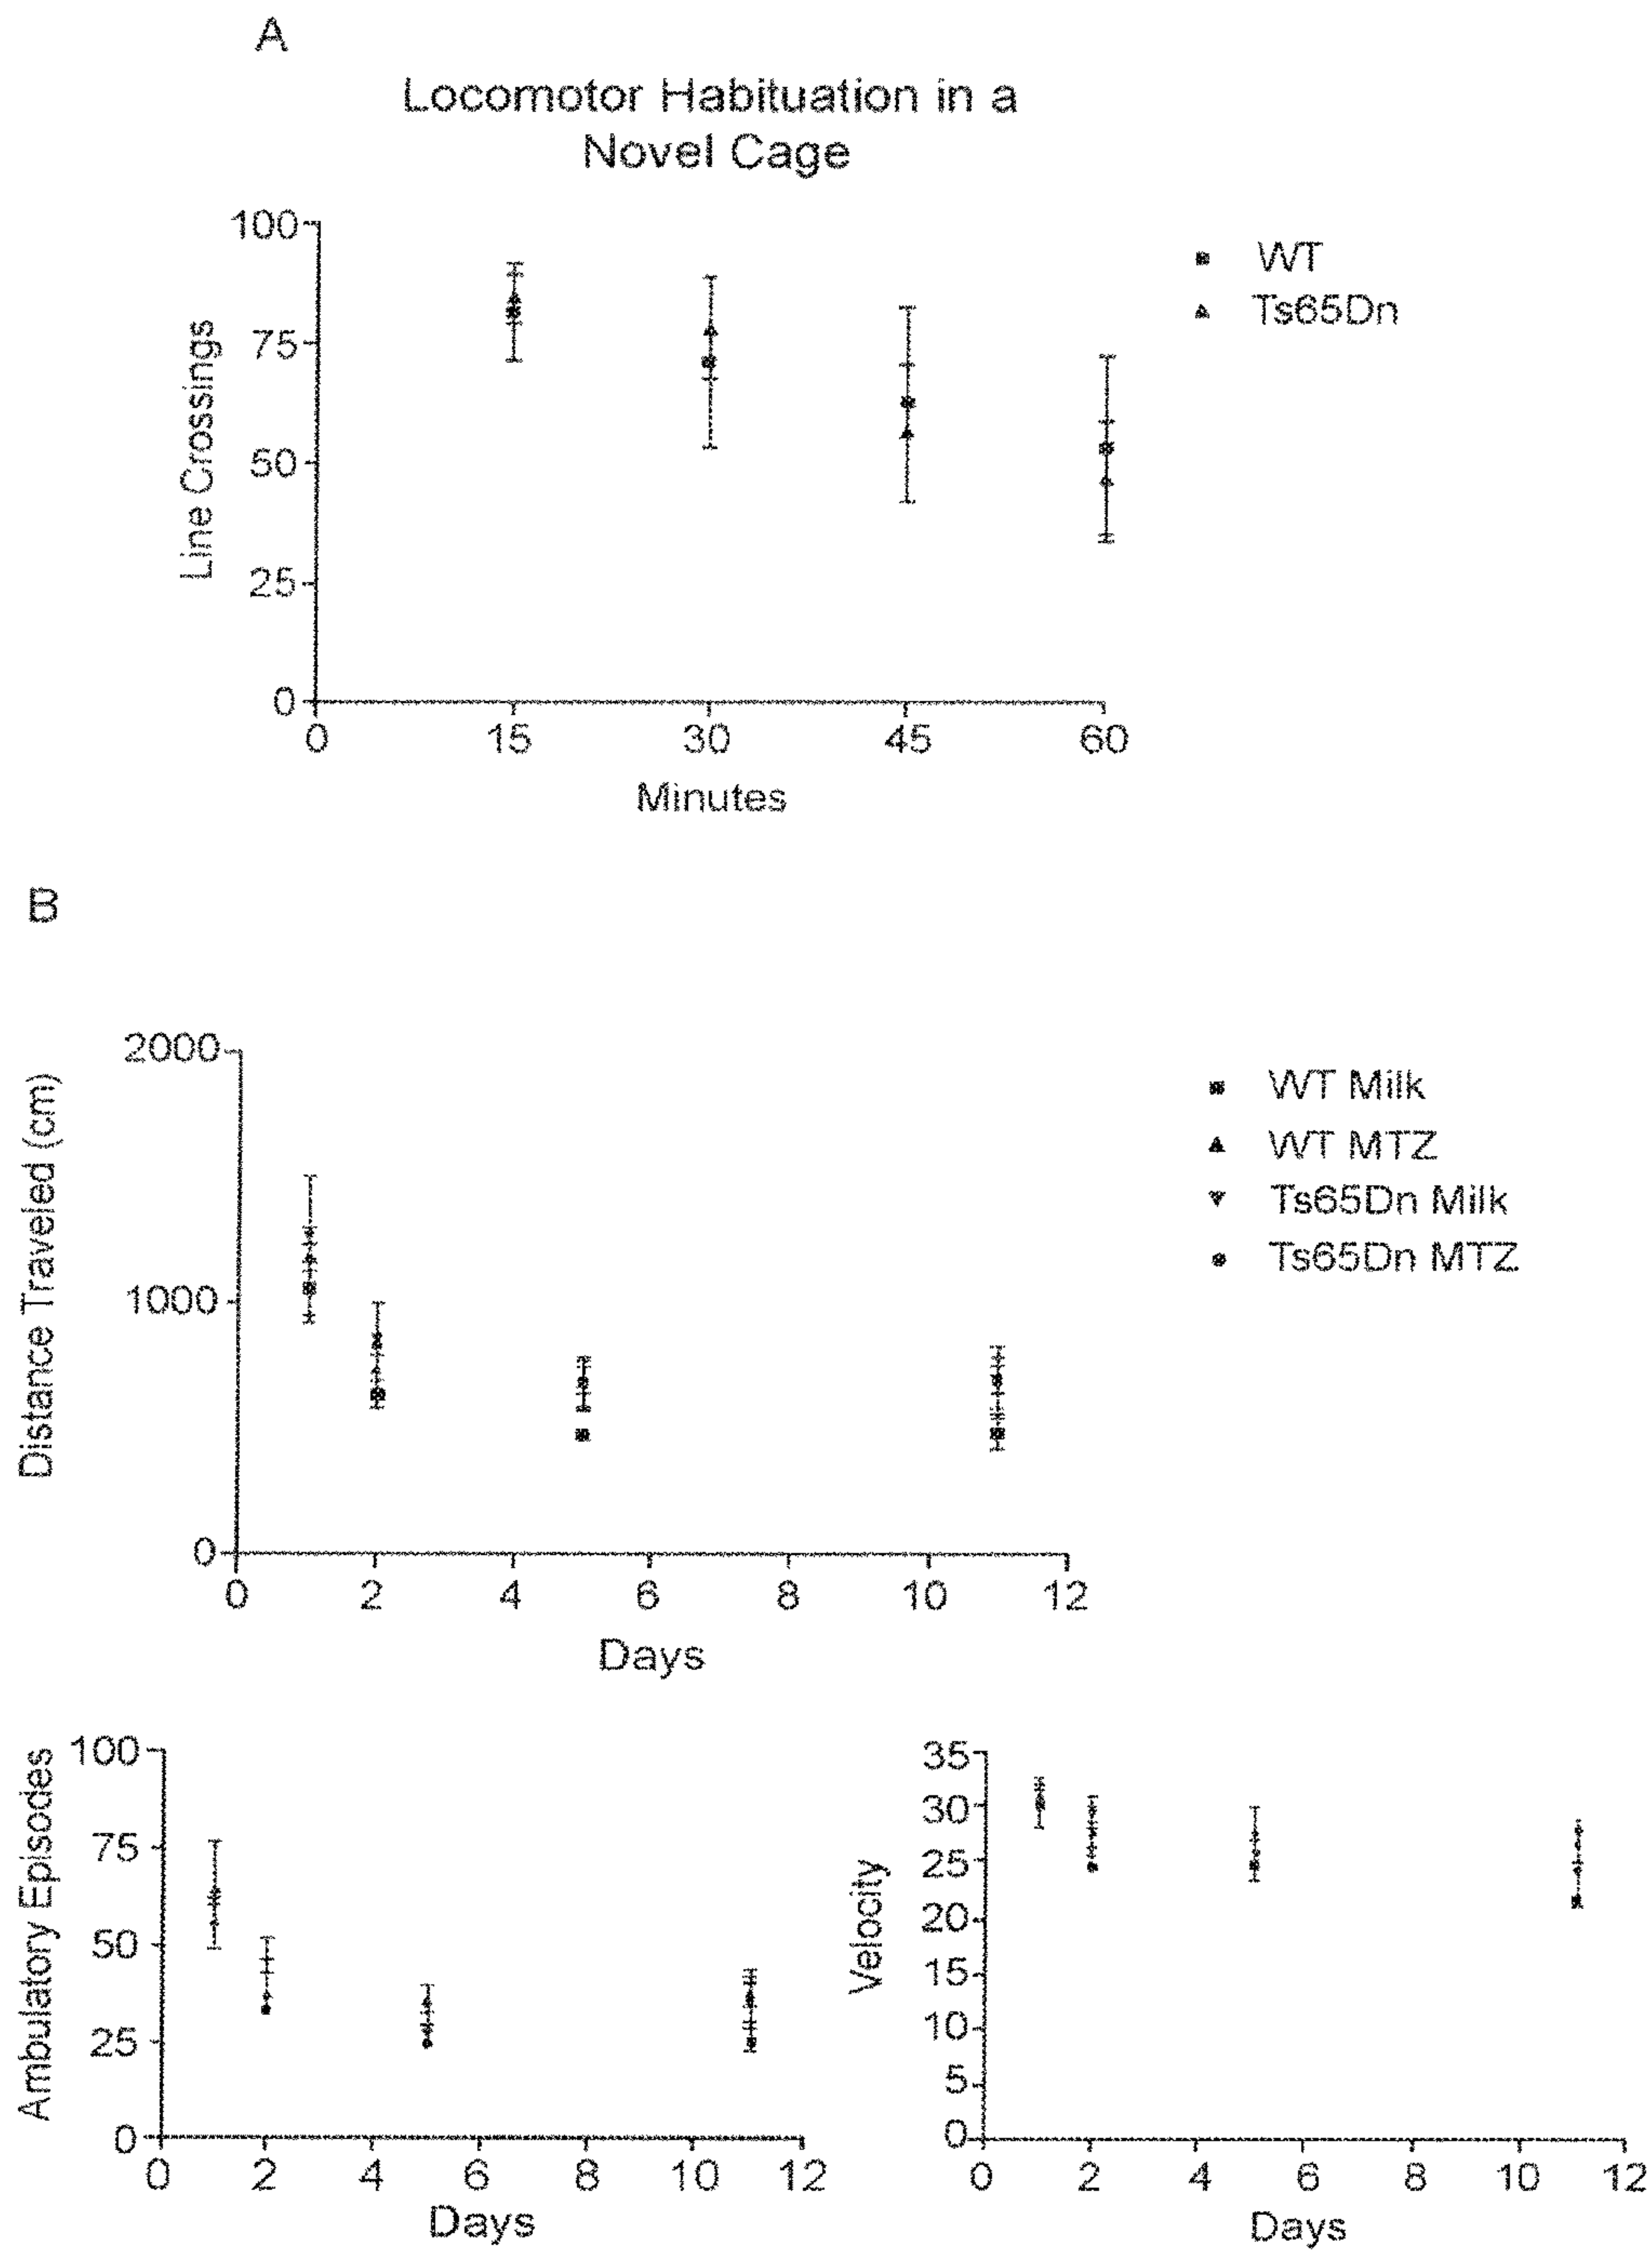 A
Locomotor Habituation in a
Novel Cage
100
75
50
25
0
Line Crossings
0 15 30 45 60
Minutes
WT
Ts65Dn
B
2000
1000
0
Distance Traveled (cm)
0 2 4 6 8 10 12
Days
WT Milk
WT MTZ
Ts65Dn Milk
Ts65Dn MTZ
100
75
50
25
0
Ambulatory Episodes
0 2 4 6 8 10 12
Days
35
30
25
20
15
10
5
0
Velocity
0 2 4 6 8 10 12
Days